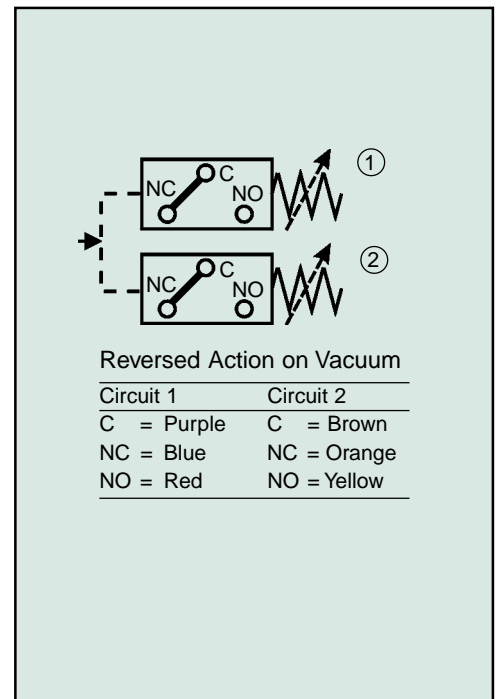 ①
C
NC
NO
②
C
NC
NO
Reversed Action on Vacuum
Circuit 1 Circuit 2
C = Purple C = Brown
NC = Blue NC = Orange
NO = Red NO = Yellow